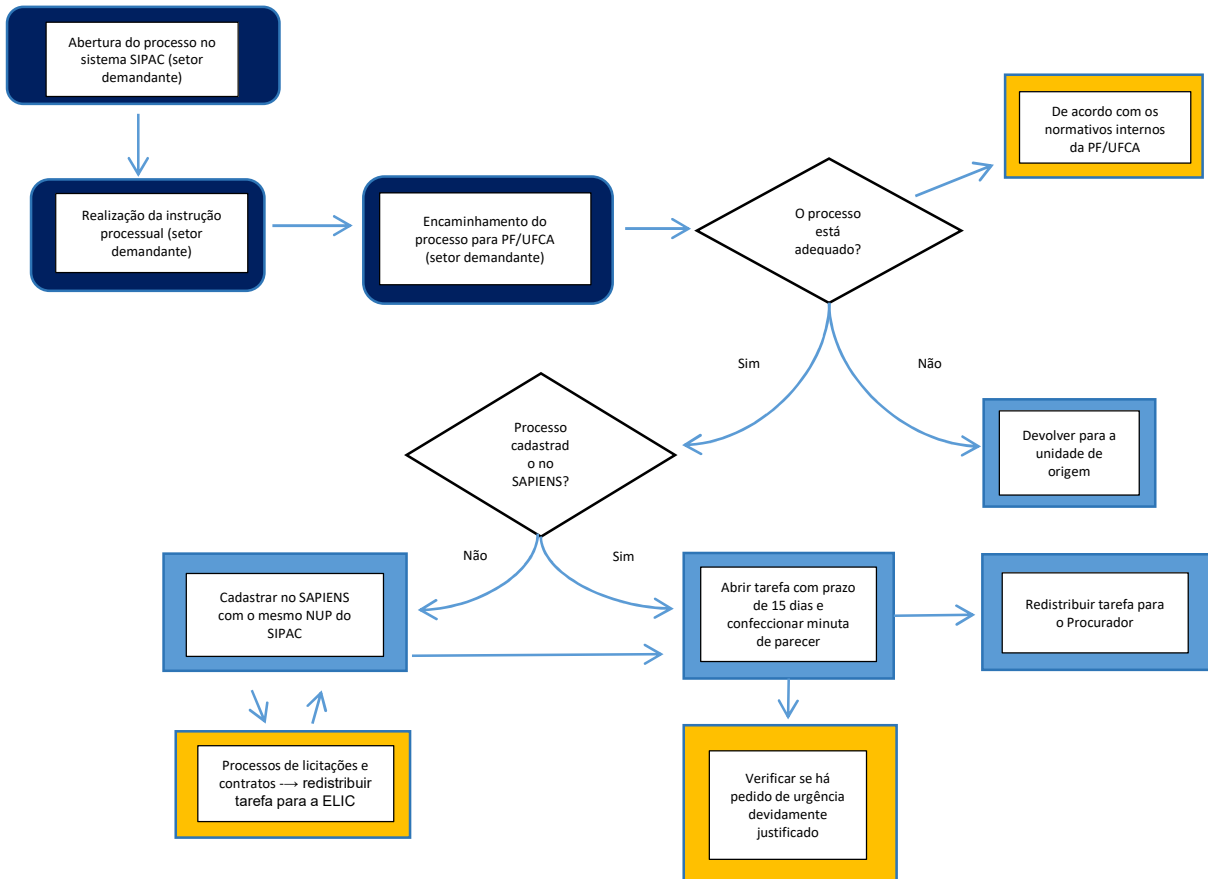 Abertura do processo no
sistema SIPAC (setor
demandante)
De acordo com os
normativos internos
da PF/UFCA
Realização da instrução
processual (setor
demandante)
Encaminhamento do
processo para PF/UFCA
(setor demandante)
O processo
está
adequado?
Sim
Não
Processo
cadastrad
o no
SAPIENS?
Devolver para a
unidade de
origem
Não
Sim
Cadastrar no SAPIENS
com o mesmo NUP do
SIPAC
Abrir tarefa com prazo
de 15 dias e
confeccionar minuta
de parecer
Redistribuir tarefa para
o Procurador
Processos de licitações e
contratos -→ redistribuir
tarefa para a ELIC
Verificar se há
pedido de urgência
devidamente
justificado